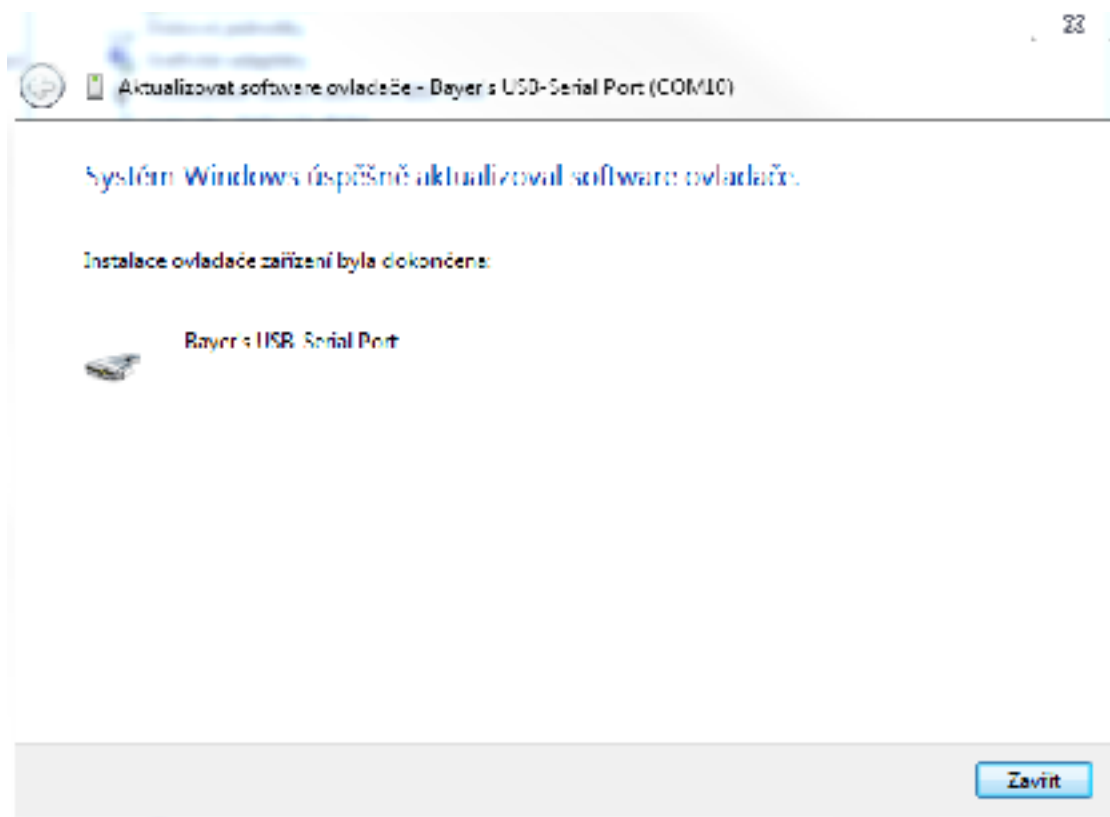 Aktualizovat software ovladače - Bayer's USB-Serial Port (COM10)
Systém Windows úspěšně aktualizoval software ovladače.
Instalace ovladače zařízení byla dokončena:
Bayer's USB-Serial Port
Zavřít